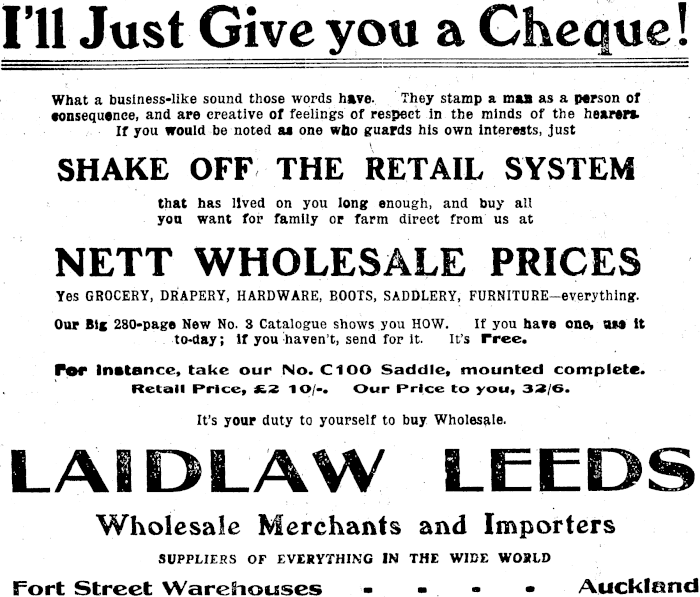 I'll Just Give you a Cheque!
What a business-like sound those words have. They stamp a man as a person of
consequence, and are creative of feelings of respect in the minds of the hearers.
If you would be noted as one who guards his own interests, just
SHAKE OFF THE RETAIL SYSTEM
that has lived on you long enough, and buy all
you want for family or farm direct from us at
NETT WHOLESALE PRICES
Yes GROCERY, DRAPERY, HARDWARE, BOOTS, SADDLERY, FURNITURE—everything.
Our Big 280-page New No. 3 Catalogue shows you HOW. If you have one, use it
to-day; if you haven't, send for it. It's Free.
For instance, take our No. C100 Saddle, mounted complete.
Retail Price, £2 10/-. Our Price to you, 32/6.
It's your duty to yourself to buy Wholesale.
LAIDLAW LEEDS
Wholesale Merchants and Importers
SUPPLIERS OF EVERYTHING IN THE WIDE WORLD
Fort Street Warehouses - - - - Auckland